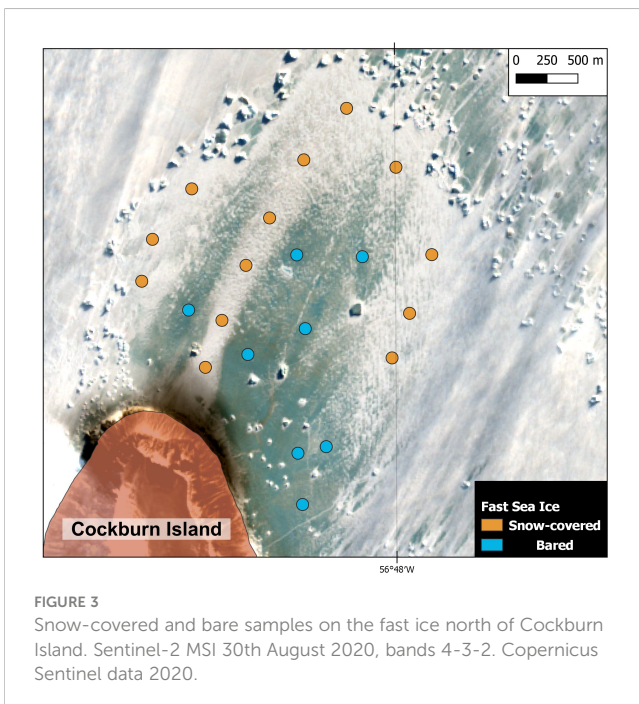 0 250 500 m
Fast Sea Ice
Snow-covered
Bared
Cockburn Island
56°48'W
FIGURE 3
Snow-covered and bare samples on the fast ice north of Cockburn
Island. Sentinel-2 MSI 30th August 2020, bands 4-3-2. Copernicus
Sentinel data 2020.